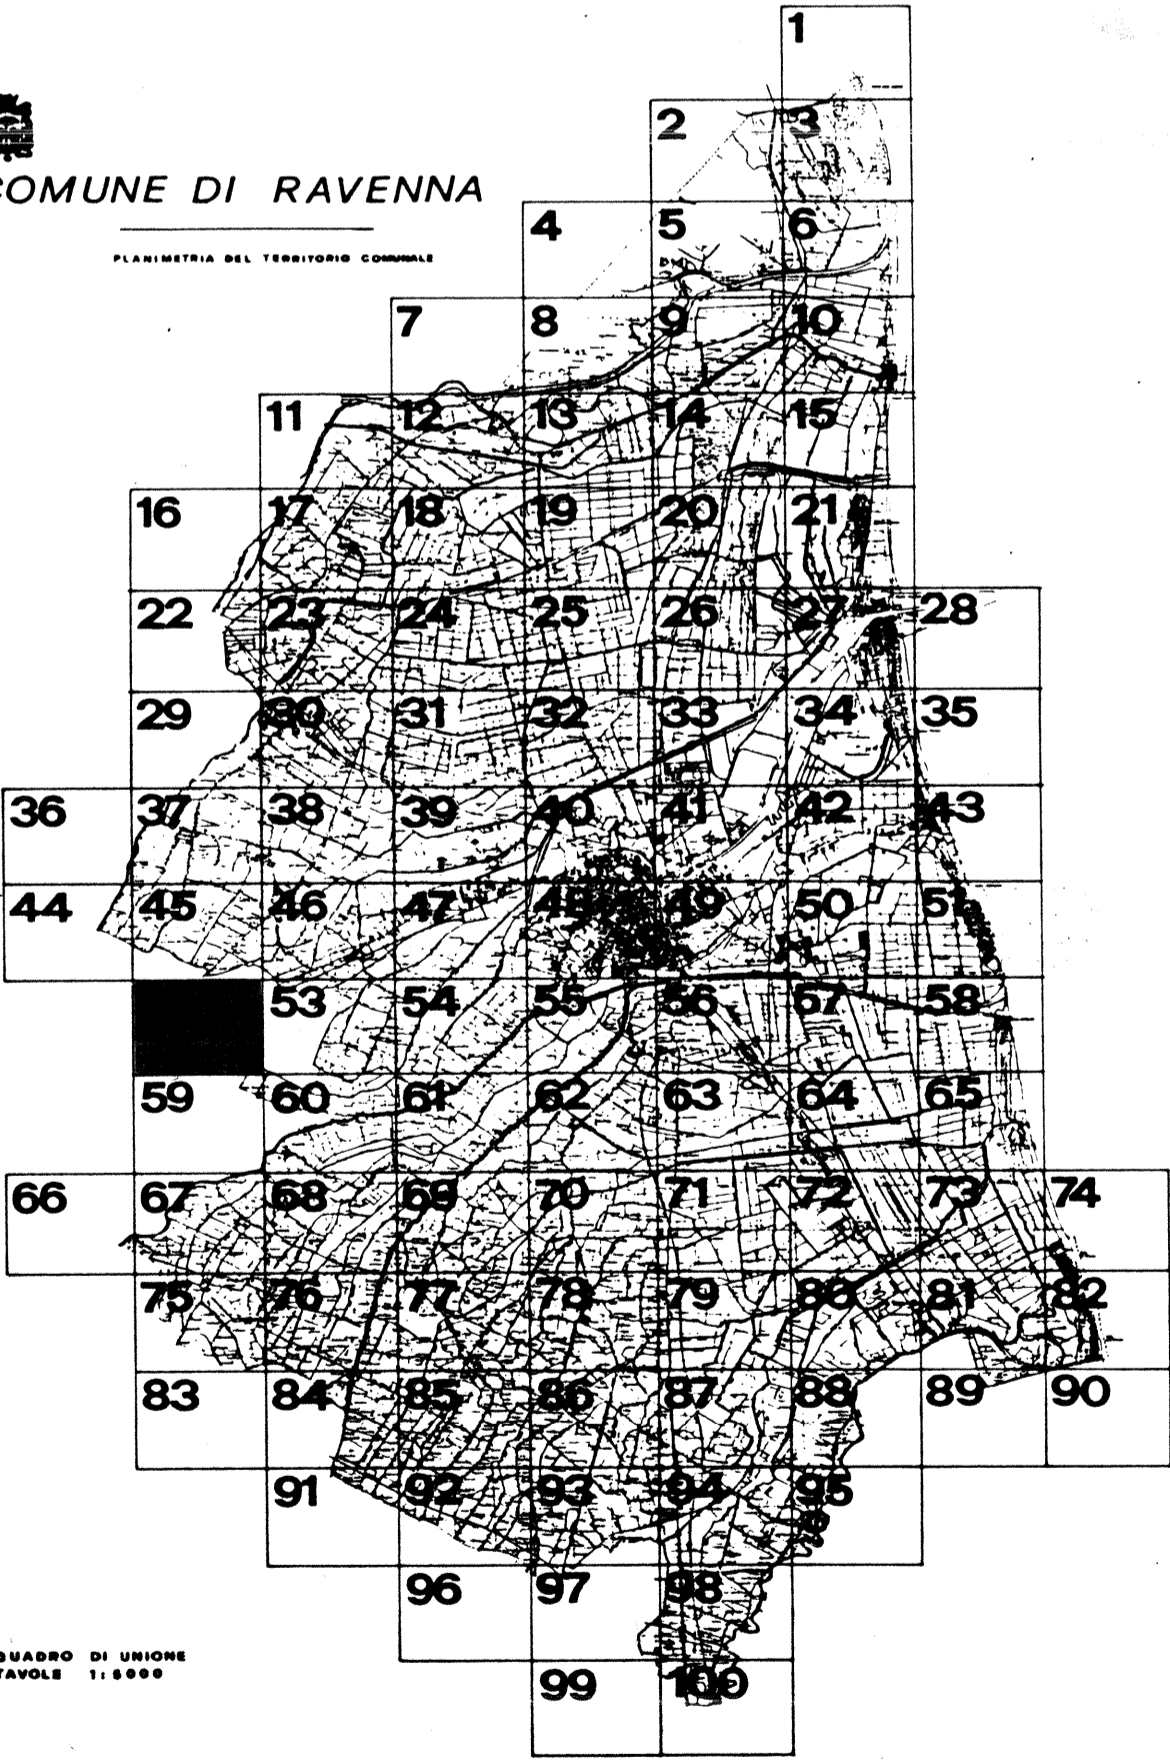 COMUNE DI RAVENNA
PLANIMETRIA DEL TERRITORIO COMUNALE
1
2 3
4 5 6
7 8 9 10
11 12 13 14 15
16 17 18 19 20 21
22 23 24 25 26 27 28
29 30 31 32 33 34 35
36 37 38 39 40 41 42 43
44 45 46 47 48 49 50 51
53 54 55 56 57 58
59 60 61 62 63 64 65
66 67 68 69 70 71 72 73 74
75 76 77 78 79 80 81 82
83 84 85 86 87 88 89 90
91 92 93 94 95
96 97 98
99 100
QUADRO DI UNIONE
TAVOLE 1:5000